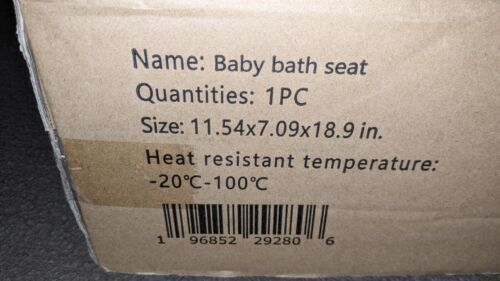 Name: Baby bath seat
Quantities: 1PC
Size: 11.54x7.09x18.9 in.
Heat resistant temperature:
-20℃-100℃
1 96852 29280 6